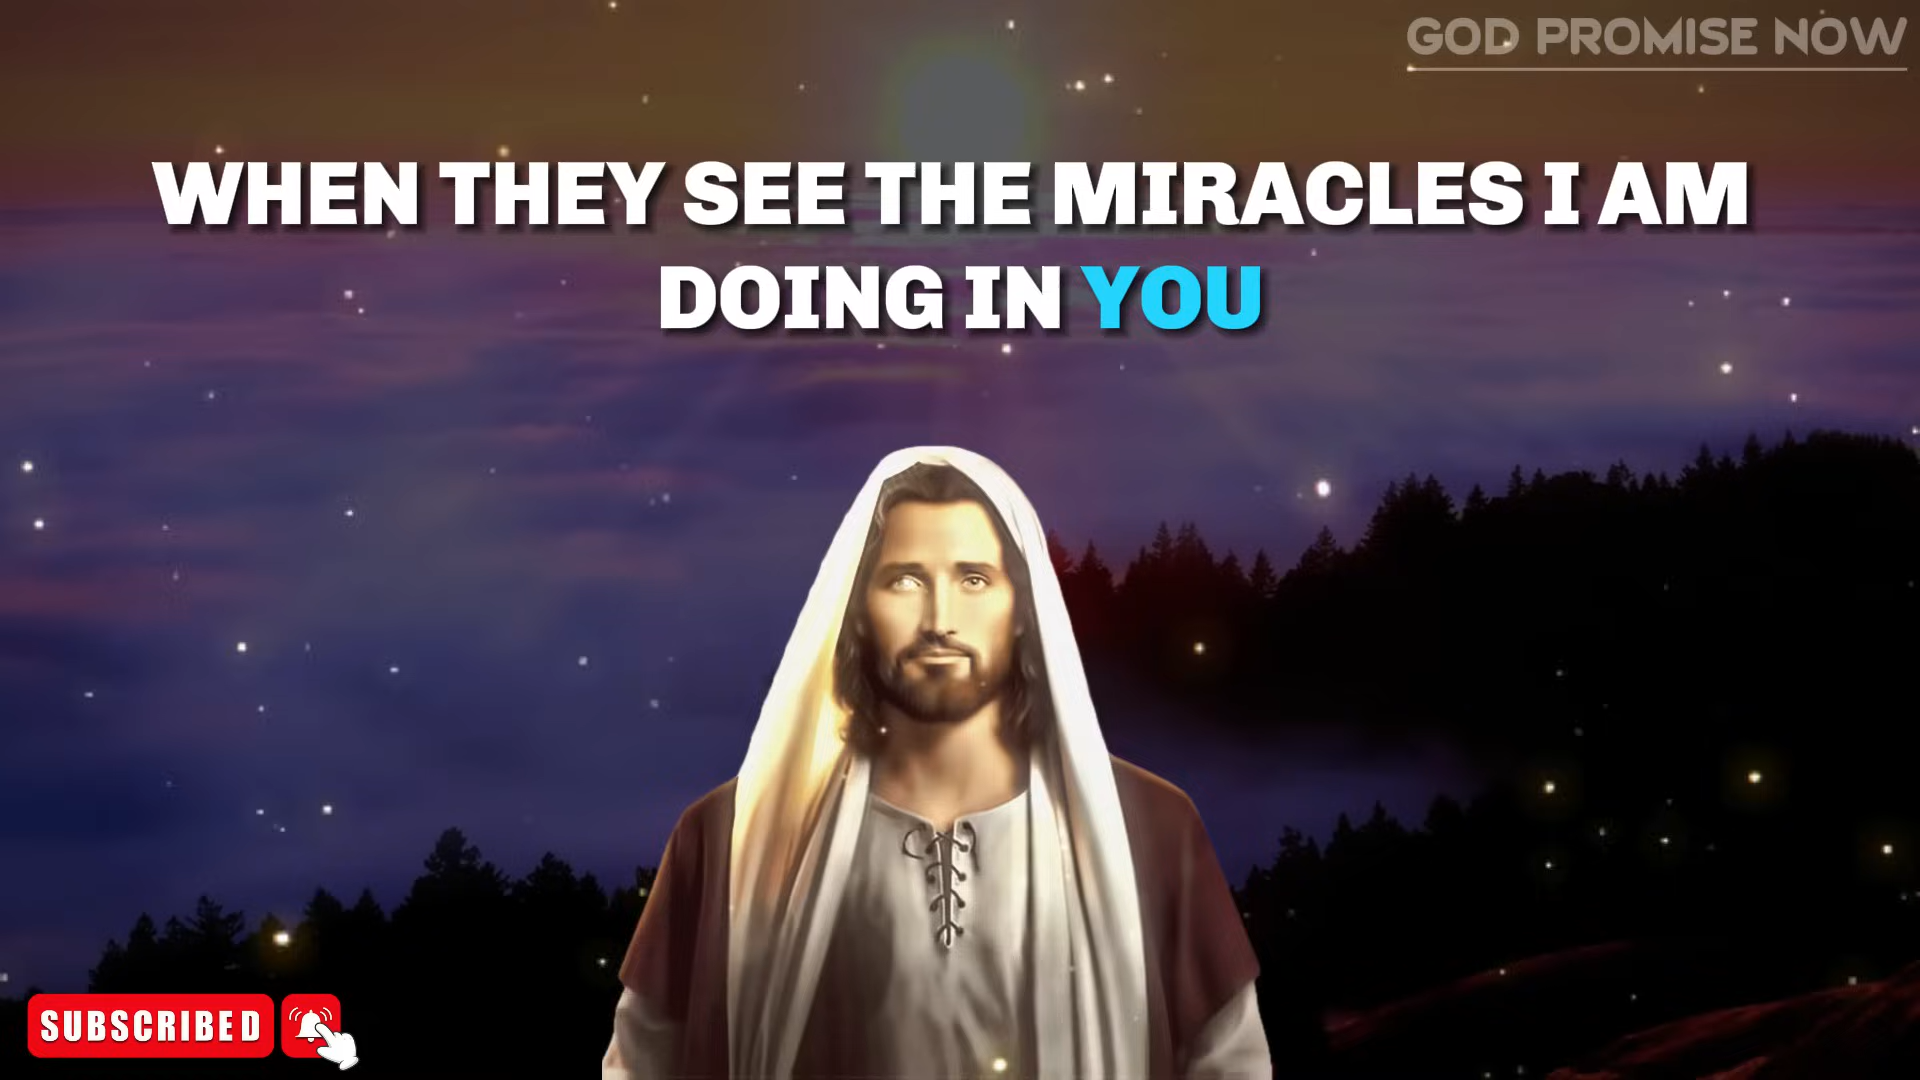 GOD PROMISE NOW
WHEN THEY SEE THE MIRACLES I AM
DOING IN YOU
SUBSCRIBED